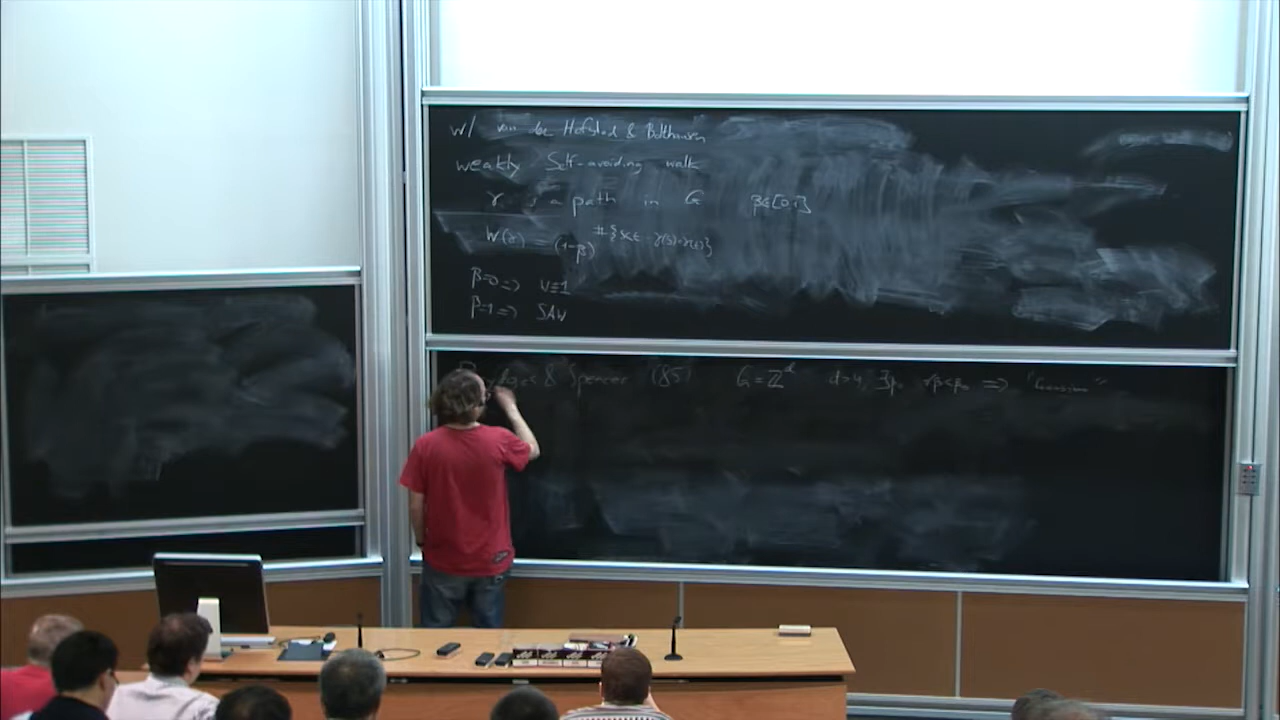 w/ van der Hofstad & Bolthausen
weakly Self-avoiding walk
γ is a path in G β∈[0,1]
W(γ) (1-β)^#{s<t : γ(s)=γ(t)}
β=0 => W≡1
β=1 => SAW
& Spencer (85) G=ℤ^d d>4, ∃β₀ ∀β<β₀ => "Gaussian"